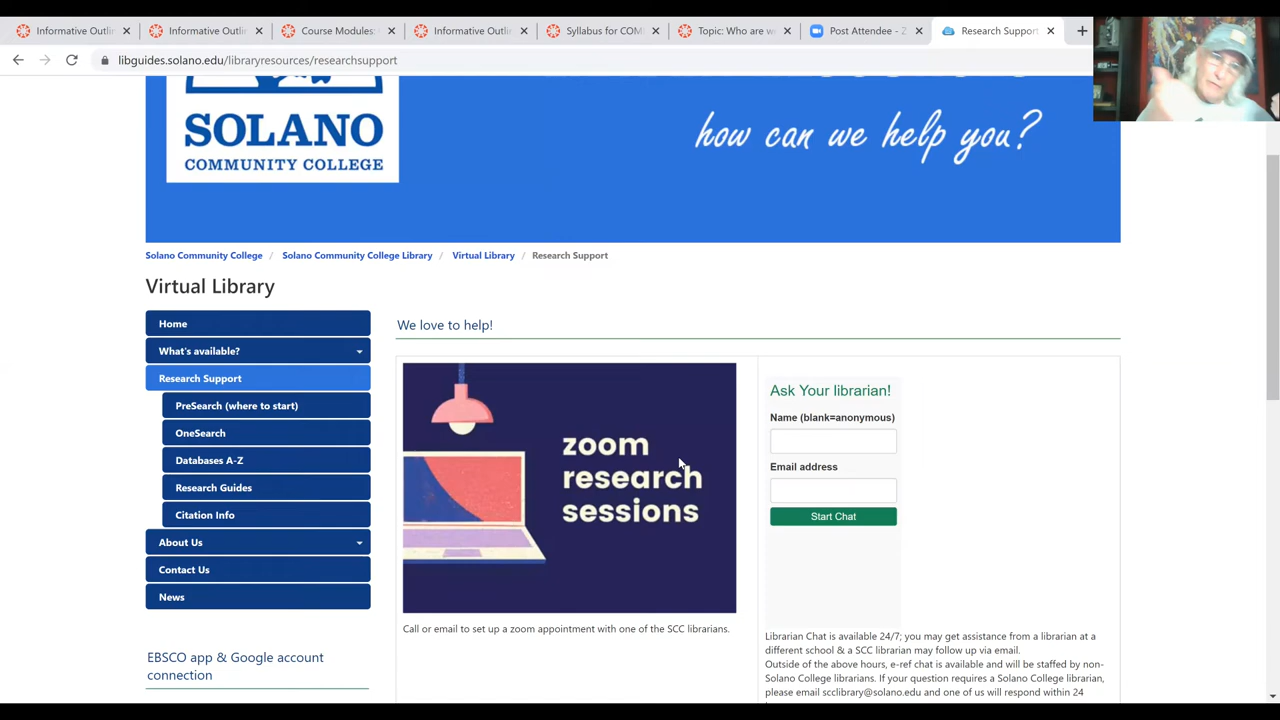 Informative Outli
Informative Outlin
Course Modules:
Informative Outlin
Syllabus for COM
Topic: Who are w
Post Attendee - Z
Research Support
libguides.solano.edu/libraryresources/researchsupport
SOLANO
COMMUNITY COLLEGE
how can we help you?
Solano Community College / Solano Community College Library / Virtual Library / Research Support
Virtual Library
Home
What's available?
Research Support
PreSearch (where to start)
OneSearch
Databases A-Z
Research Guides
Citation Info
About Us
Contact Us
News
EBSCO app & Google account
connection
We love to help!
zoom
research
sessions
Call or email to set up a zoom appointment with one of the SCC librarians.
Ask Your librarian!
Name (blank=anonymous)
Email address
Start Chat
Librarian Chat is available 24/7; you may get assistance from a librarian at a
different school & a SCC librarian may follow up via email.
Outside of the above hours, e-ref chat is available and will be staffed by non-
Solano College librarians. If your question requires a Solano College librarian,
please email scclibrary@solano.edu and one of us will respond within 24